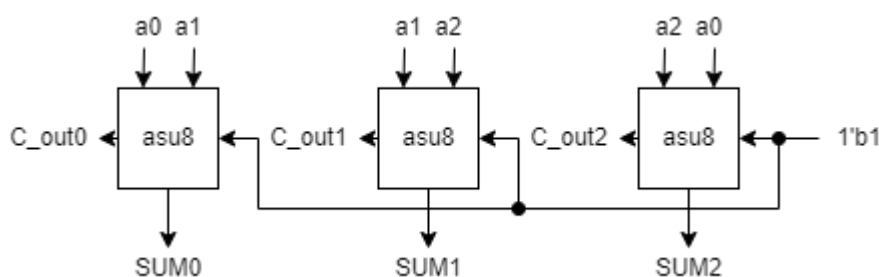 a0 a1 a1 a2 a2 a0
C_out0 asu8 C_out1 asu8 C_out2 asu8 1'b1
SUM0 SUM1 SUM2